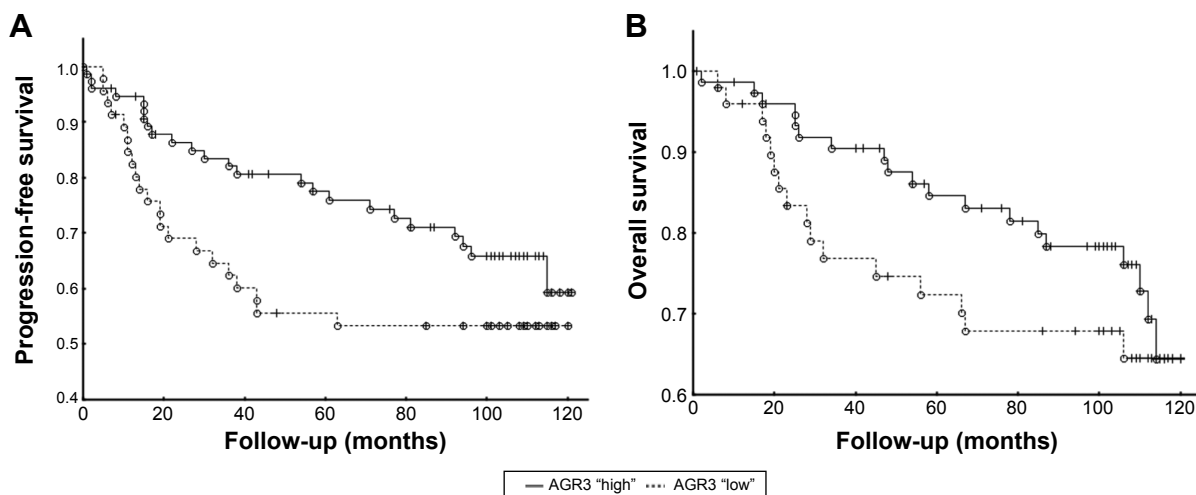 A
Progression-free survival
1.0
0.9
0.8
0.7
0.6
0.5
0.4
0 20 40 60 80 100 120
Follow-up (months)
B
Overall survival
1.0
0.9
0.8
0.7
0.6
0 20 40 60 80 100 120
Follow-up (months)
AGR3 “high” AGR3 “low”